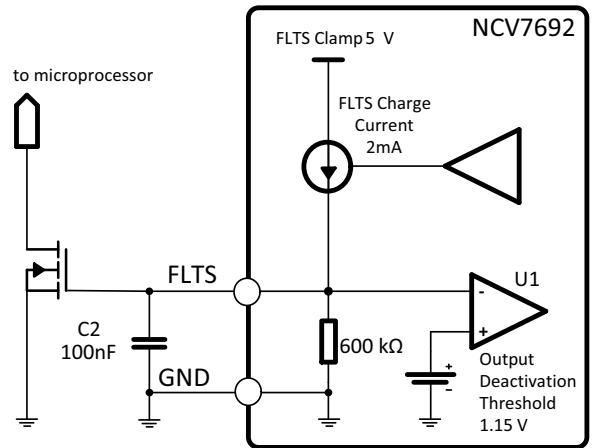 NCV7692
FLTS Clamp 5 V
to microprocessor
FLTS Charge
Current
2mA
FLTS
U1
-
+
C2
100nF
600 kΩ
GND
+
-
Output
Deactivation
Threshold
1.15 V